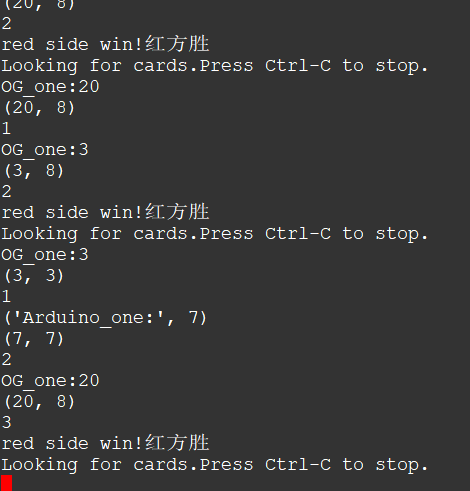 (20, 8)
2
red side win!红方胜
Looking for cards.Press Ctrl-C to stop.
OG_one:20
(20, 8)
1
OG_one:3
(3, 8)
2
red side win!红方胜
Looking for cards.Press Ctrl-C to stop.
OG_one:3
(3, 3)
1
('Arduino_one:', 7)
(7, 7)
2
OG_one:20
(20, 8)
3
red side win!红方胜
Looking for cards.Press Ctrl-C to stop.